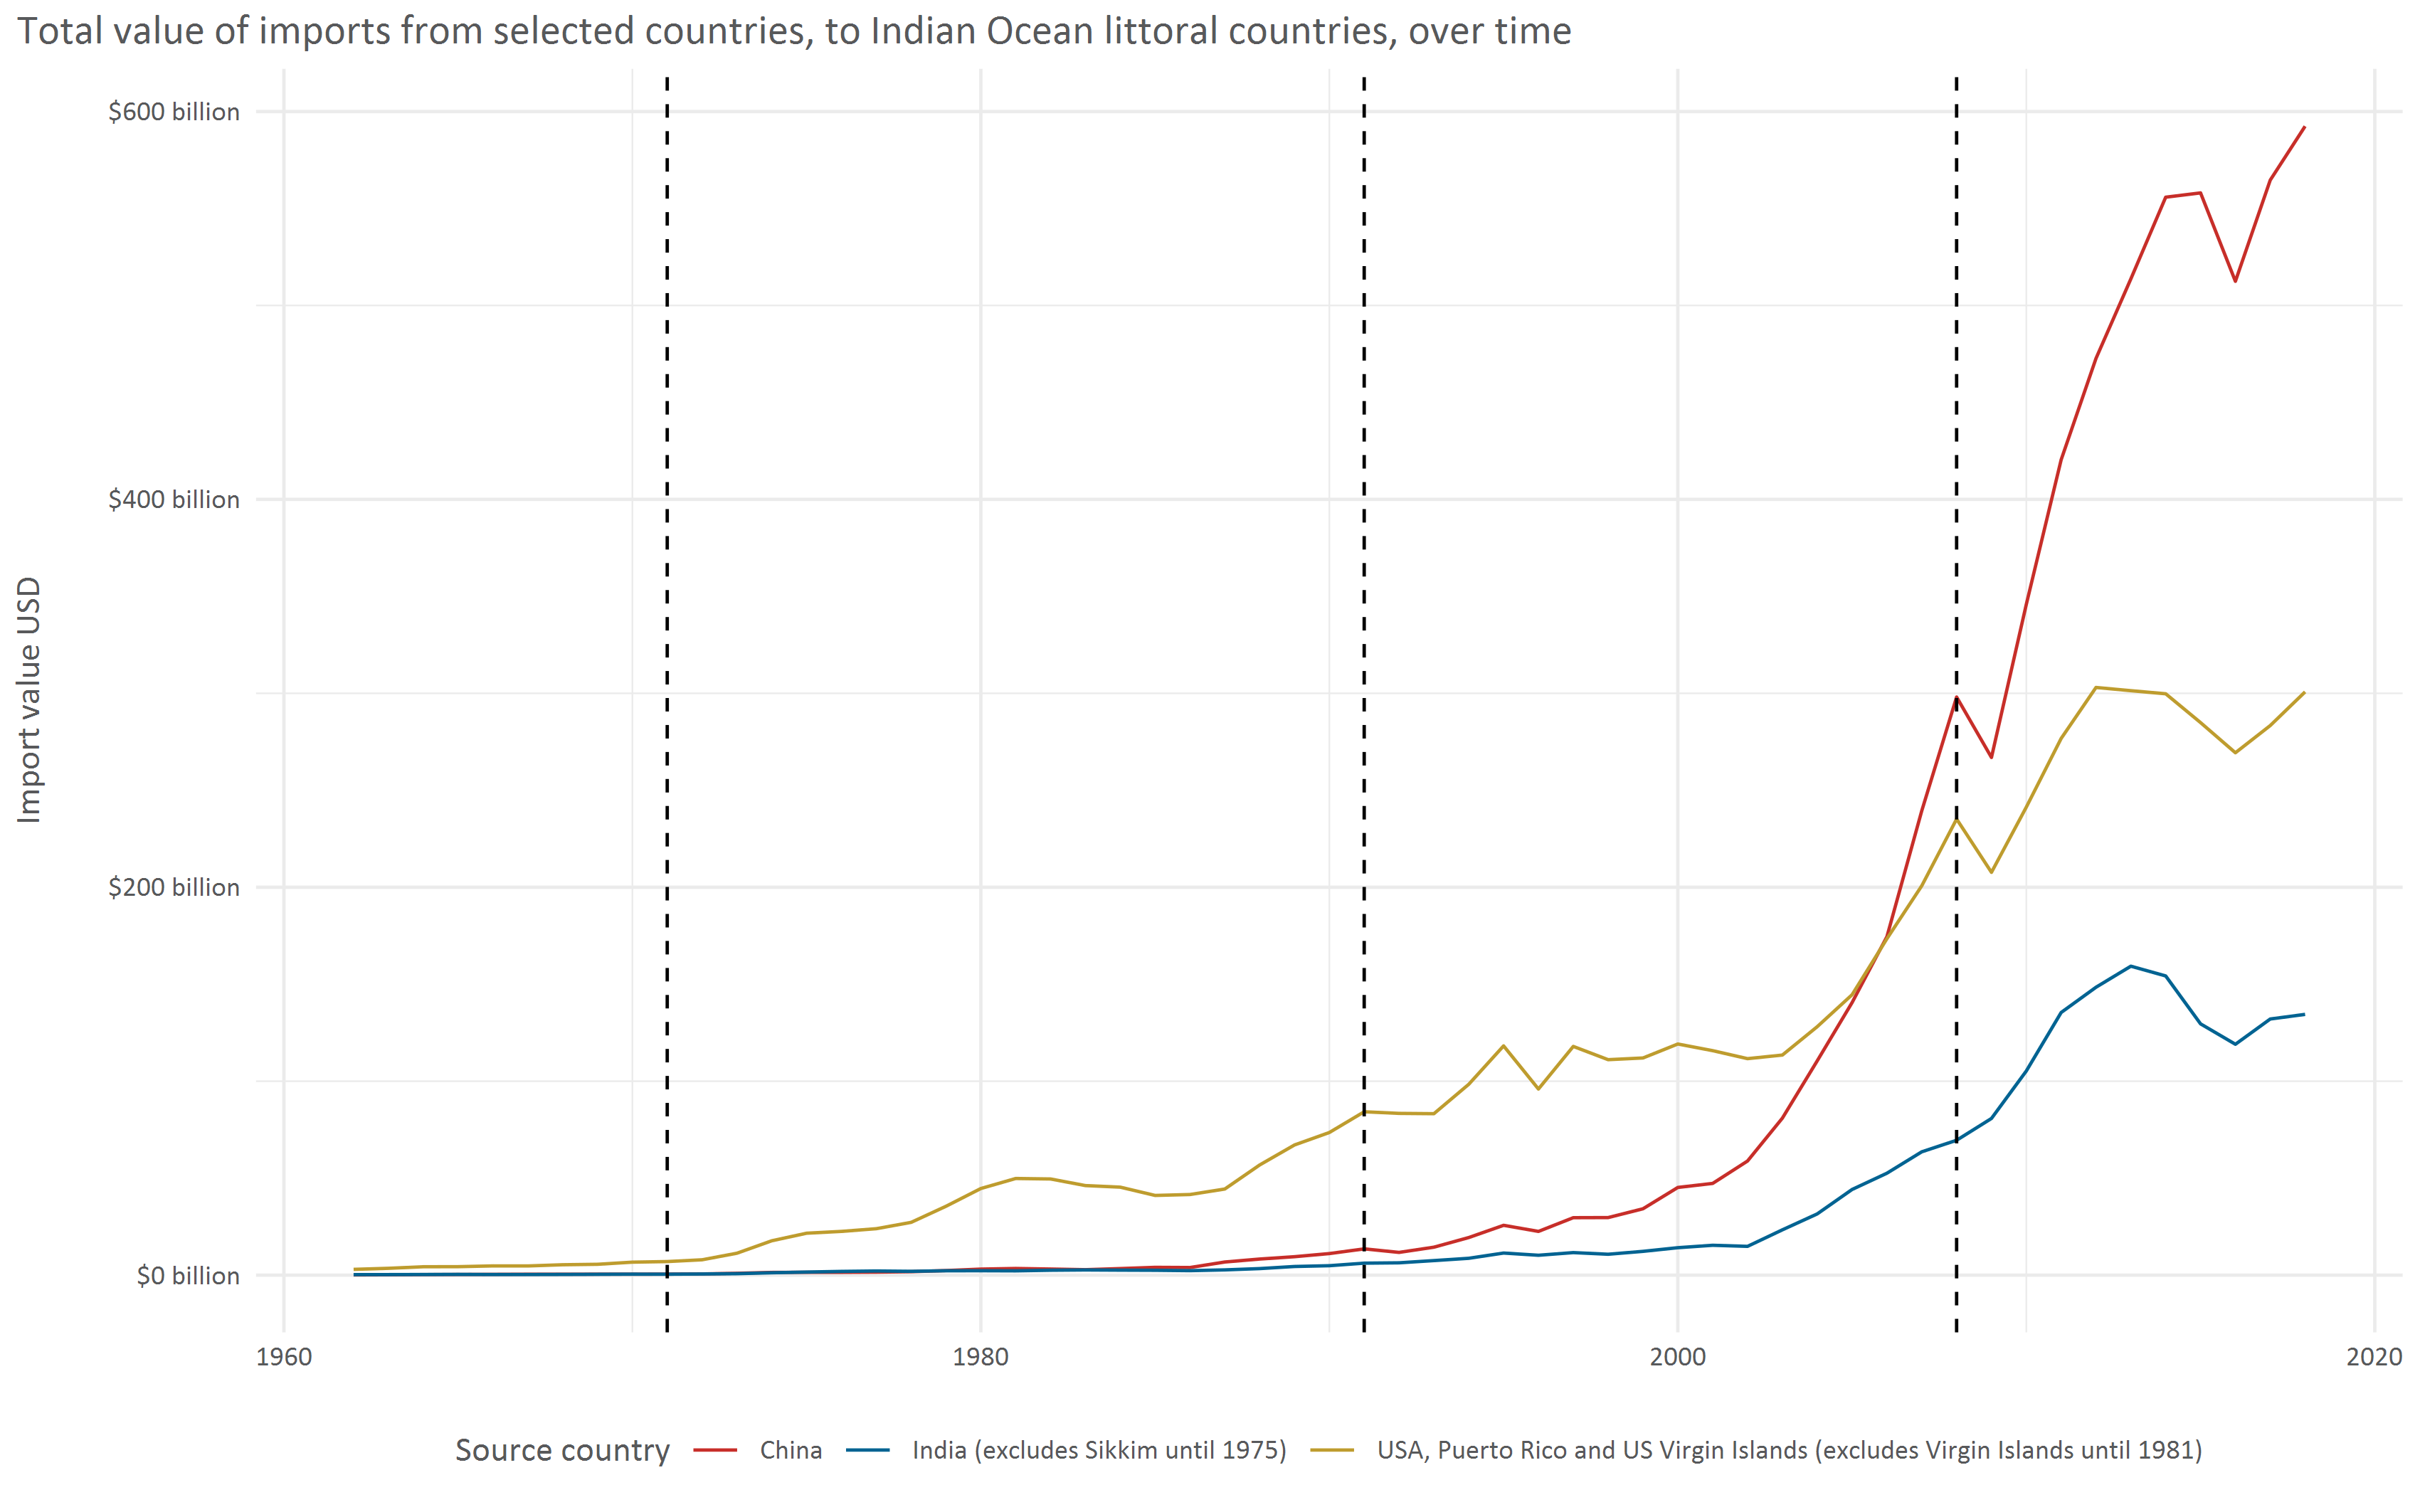 Total value of imports from selected countries, to Indian Ocean littoral countries, over time
$600 billion
$400 billion
$200 billion
$0 billion
Import value USD
1960 1980 2000 2020
Source country China India (excludes Sikkim until 1975) USA, Puerto Rico and US Virgin Islands (excludes Virgin Islands until 1981)